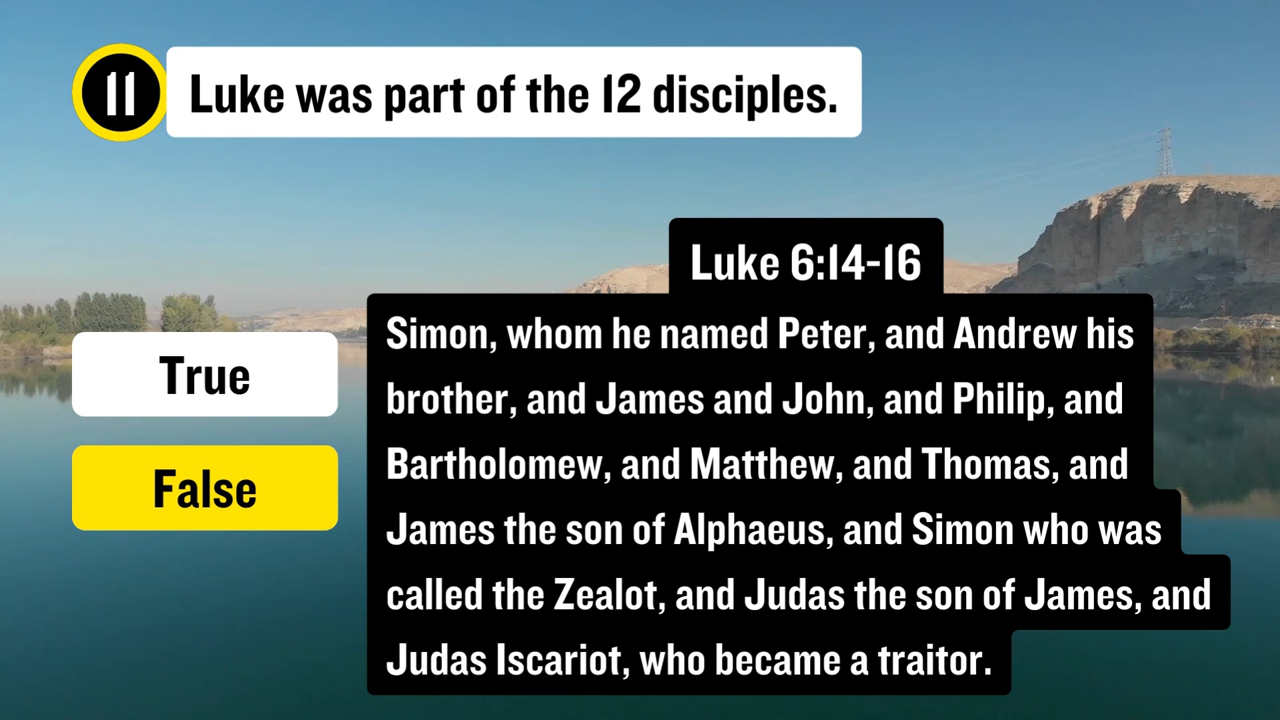 11
Luke was part of the 12 disciples.
Luke 6:14-16
Simon, whom he named Peter, and Andrew his
brother, and James and John, and Philip, and
Bartholomew, and Matthew, and Thomas, and
James the son of Alphaeus, and Simon who was
called the Zealot, and Judas the son of James, and
Judas Iscariot, who became a traitor.
True
False